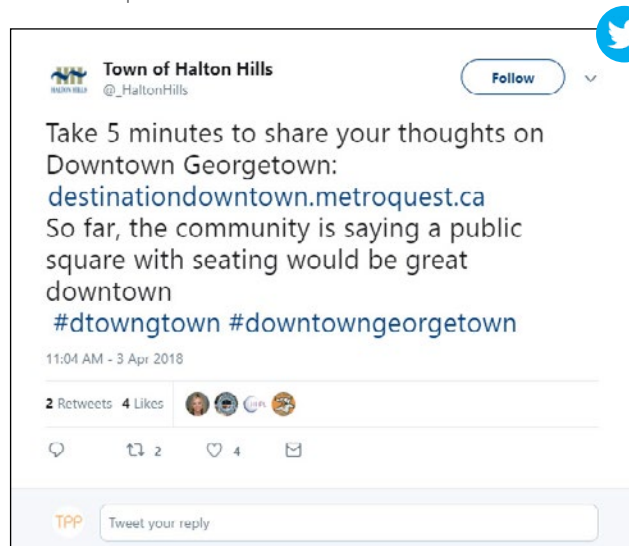 Town of Halton Hills
@_HaltonHills
Follow
HALTON HILLS
Take 5 minutes to share your thoughts on
Downtown Georgetown:
destinationdowntown.metroquest.ca
So far, the community is saying a public
square with seating would be great
downtown
#dtowngtown #downtowngeorgetown
11:04 AM - 3 Apr 2018
2 Retweets 4 Likes
2 4
TPP Tweet your reply